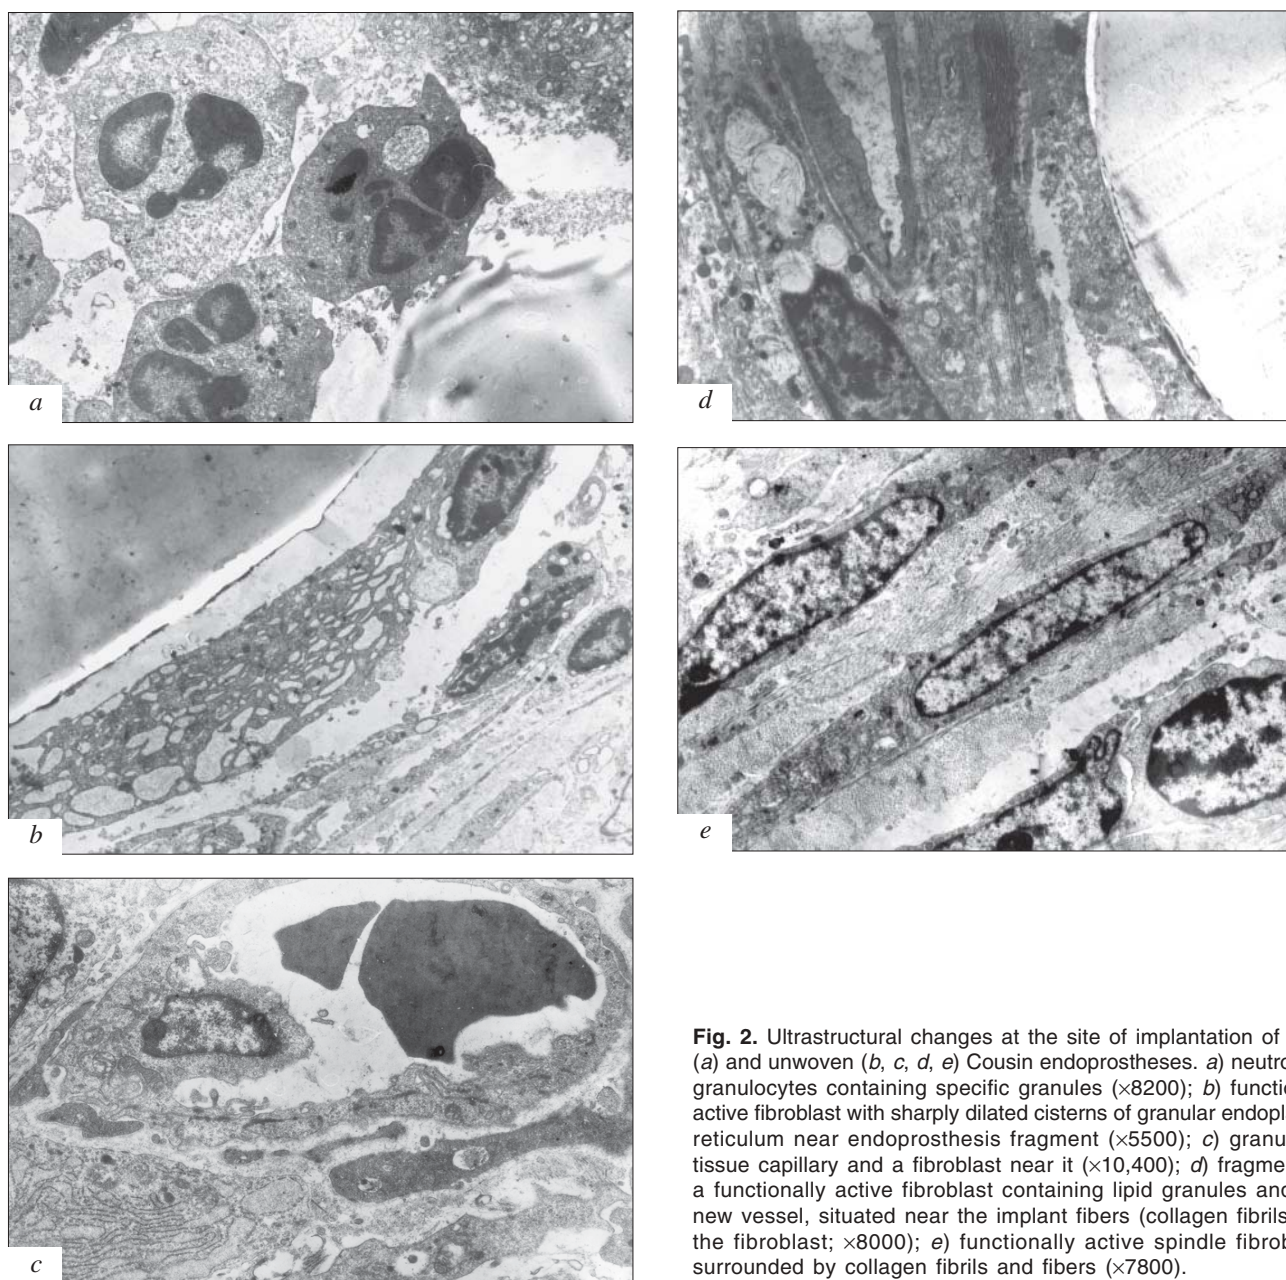 a
b
c
d
e
Fig. 2. Ultrastructural changes at the site of implantation of
(a) and unwoven (b, c, d, e) Cousin endoprostheses. a) neutro
granulocytes containing specific granules (×8200); b) functio
active fibroblast with sharply dilated cisterns of granular endopl
reticulum near endoprosthesis fragment (×5500); c) granu
tissue capillary and a fibroblast near it (×10,400); d) fragme
a functionally active fibroblast containing lipid granules and
new vessel, situated near the implant fibers (collagen fibrils
the fibroblast; ×8000); e) functionally active spindle fibrob
surrounded by collagen fibrils and fibers (×7800).